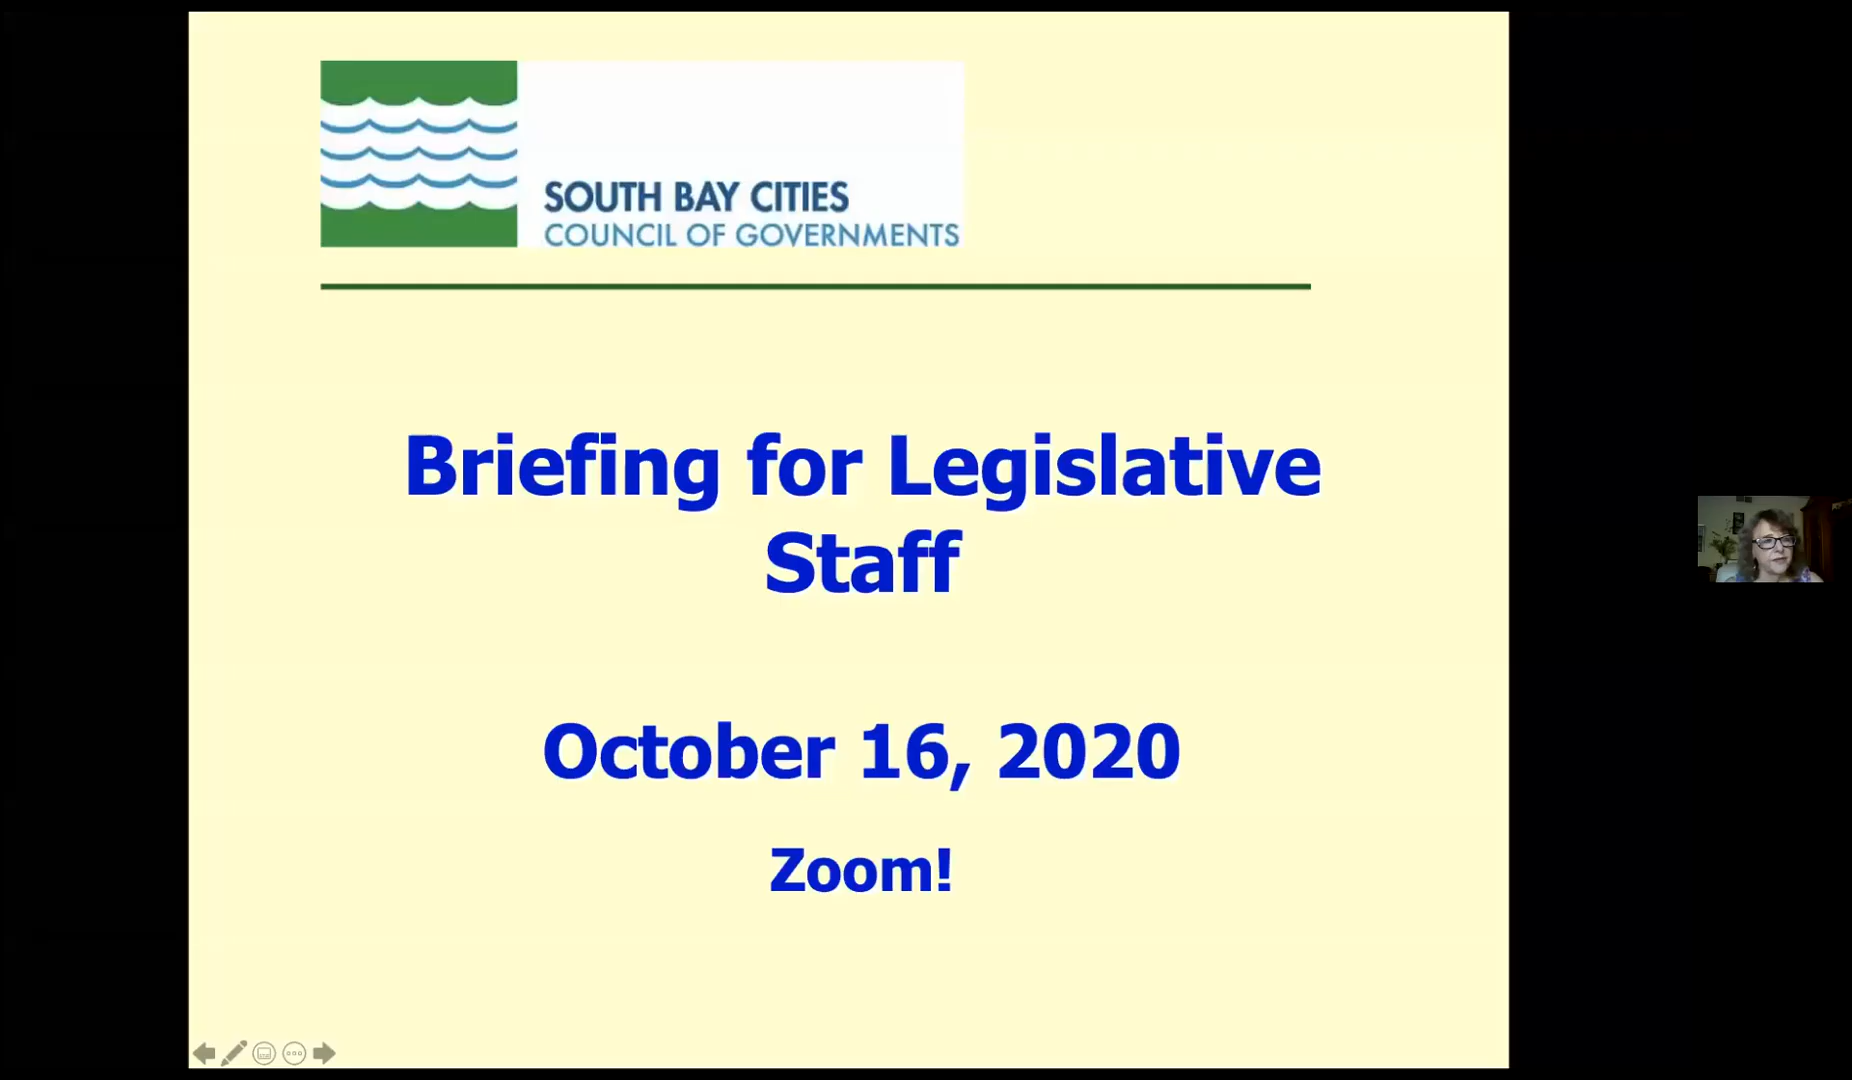 SOUTH BAY CITIES
COUNCIL OF GOVERNMENTS
Briefing for Legislative
Staff
October 16, 2020
Zoom!